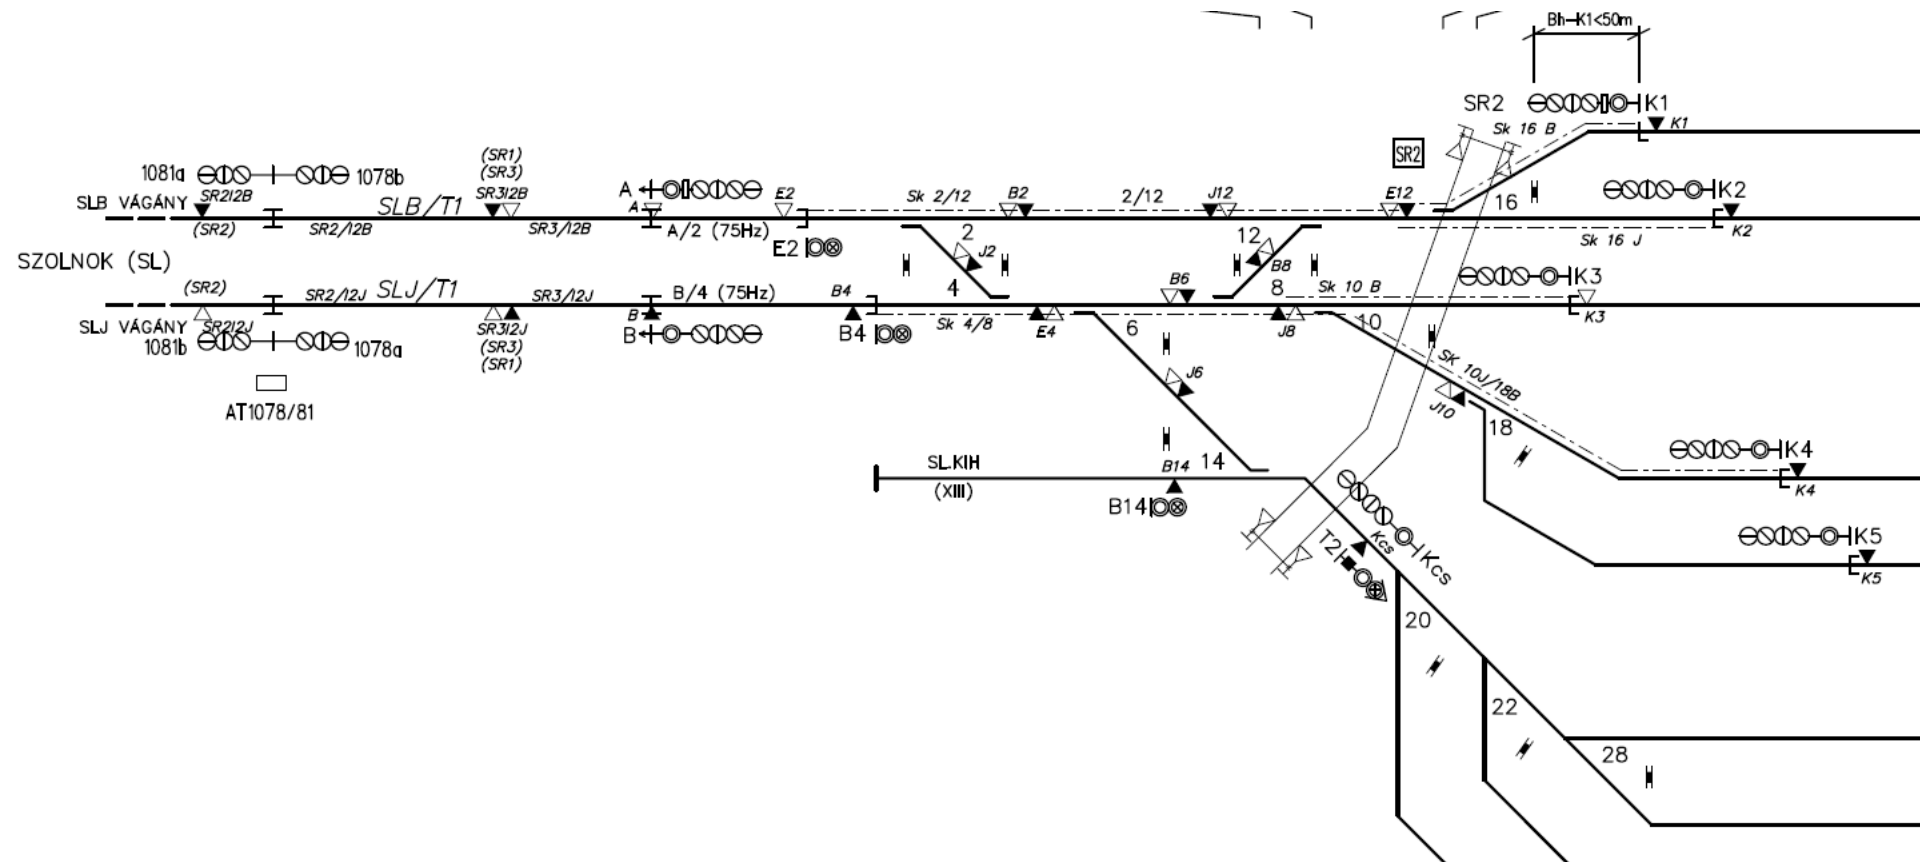 Bh-K1<50m
SR2
K1
K1
Sk 16 B
SR2
(SR1)
(SR3)
1081a
1078b
SR2I2B
SR3I2B
A
E2
K2
SLB VÁGÁNY
SLB/T1
A
Sk 2/12
B2
2/12
J12
E12
16
(SR2)
SR2/I2B
SR3/I2B
A/2 (75Hz)
K2
2
12
Sk 16 J
E2
J2
SZOLNOK (SL)
B8
K3
(SR2)
SR2/I2J
SLJ/T1
SR3/I2J
B/4 (75Hz)
B4
4
B6
8
Sk 10 B
K3
SLJ VÁGÁNY
SR2I2J
SR3I2J
B
Sk 4/8
E4
6
J8
10
1081b
1078a
(SR3)
B
B4
(SR1)
SK 10J/18B
AT1078/81
J6
J10
18
K4
SL.KIH
B14
14
(XIII)
K4
B14
T2
Kcs
Kcs
K5
K5
20
22
28